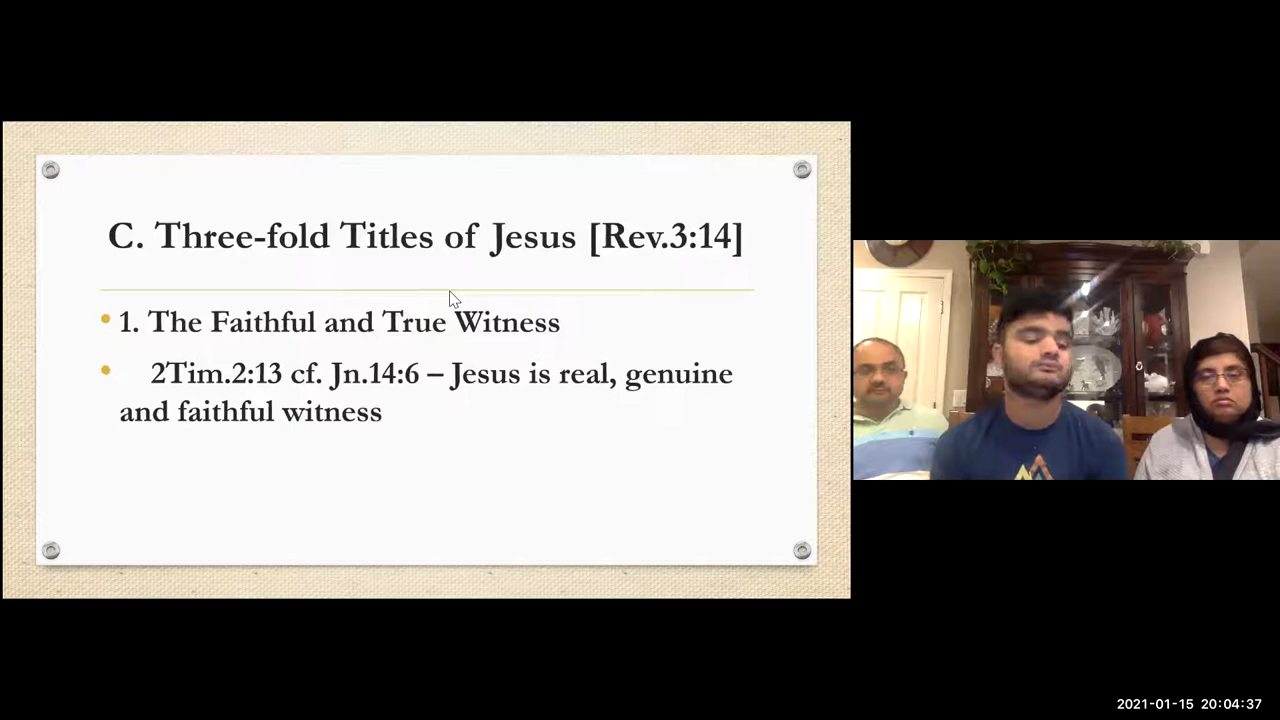 C. Three-fold Titles of Jesus [Rev.3:14]
• 1. The Faithful and True Witness
• 2Tim.2:13 cf. Jn.14:6 – Jesus is real, genuine
and faithful witness
2021-01-15 20:04:37